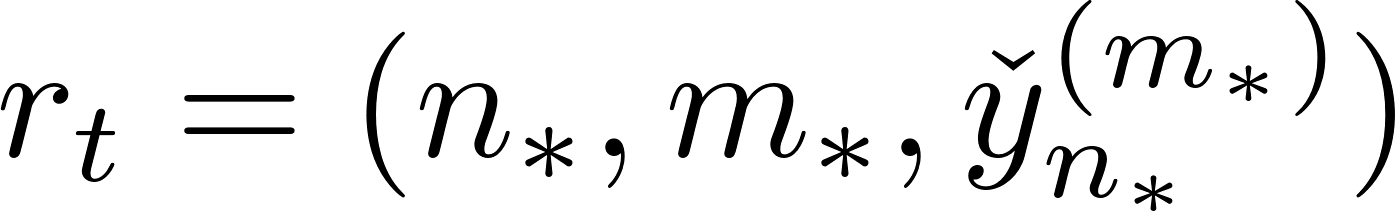 r_t = (n_*, m_*, \check{y}_{n_*}^{(m_*)})